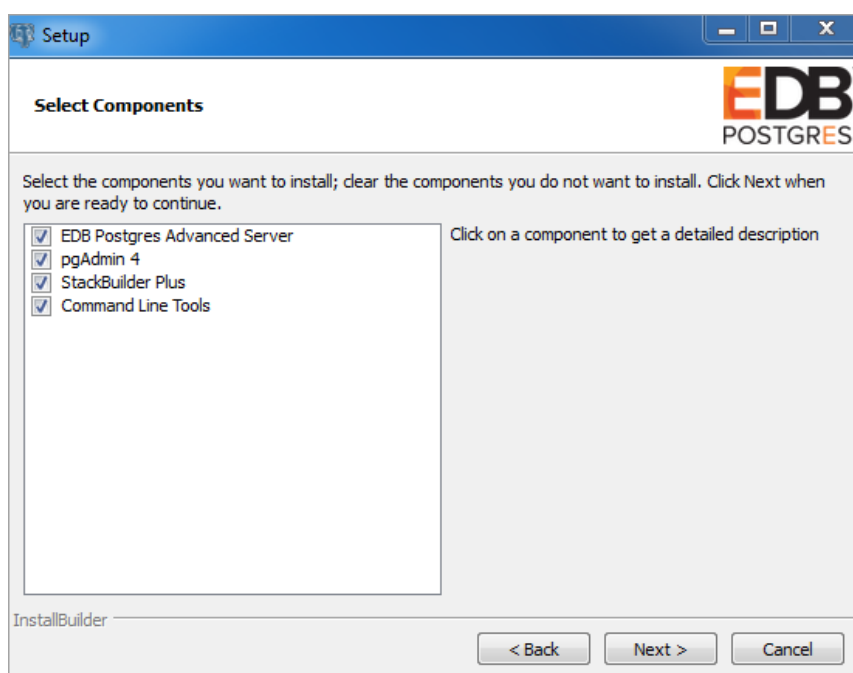 Setup
Select Components
EDB
POSTGRES
Select the components you want to install; clear the components you do not want to install. Click Next when
you are ready to continue.
EDB Postgres Advanced Server
pgAdmin 4
StackBuilder Plus
Command Line Tools
Click on a component to get a detailed description
InstallBuilder
< Back
Next >
Cancel